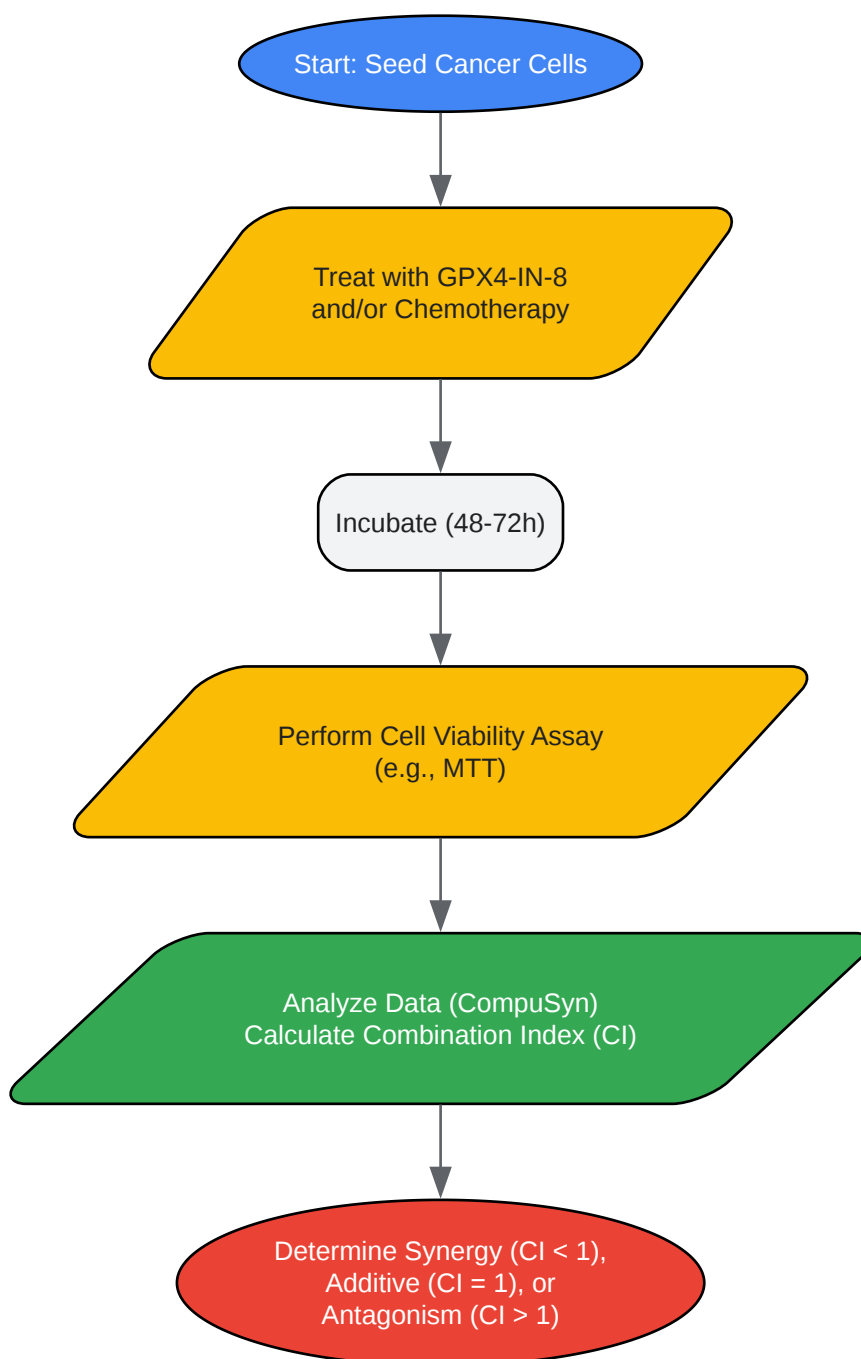 Start: Seed Cancer Cells
Treat with GPX4-IN-8
and/or Chemotherapy
Incubate (48-72h)
Perform Cell Viability Assay
(e.g., MTT)
Analyze Data (CompuSyn)
Calculate Combination Index (CI)
Determine Synergy (CI < 1),
Additive (CI = 1), or
Antagonism (CI > 1)